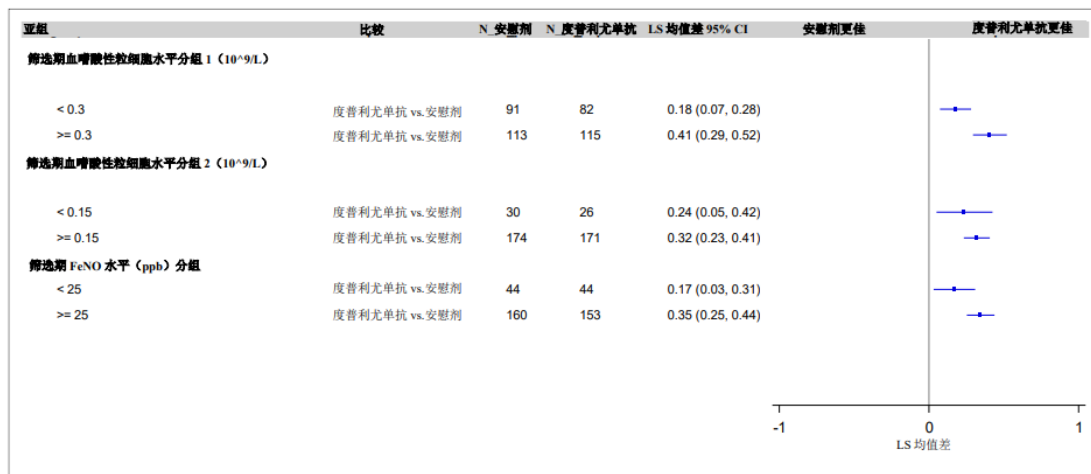 亚组 比较 N_安慰剂 N_度普利尤单抗 LS 均值差 95% CI 安慰剂更佳 度普利尤单抗更佳
筛选期血嗜酸性粒细胞水平分组 1（10^9/L）
< 0.3 度普利尤单抗 vs.安慰剂 91 82 0.18 (0.07, 0.28)
>= 0.3 度普利尤单抗 vs.安慰剂 113 115 0.41 (0.29, 0.52)
筛选期血嗜酸性粒细胞水平分组 2（10^9/L）
< 0.15 度普利尤单抗 vs.安慰剂 30 26 0.24 (0.05, 0.42)
>= 0.15 度普利尤单抗 vs.安慰剂 174 171 0.32 (0.23, 0.41)
筛选期 FeNO 水平（ppb）分组
< 25 度普利尤单抗 vs.安慰剂 44 44 0.17 (0.03, 0.31)
>= 25 度普利尤单抗 vs.安慰剂 160 153 0.35 (0.25, 0.44)
-1 0 1
LS 均值差